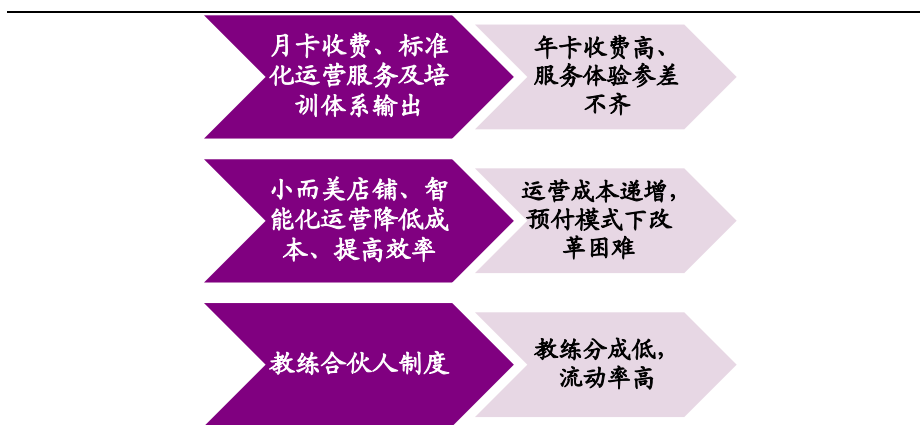 月卡收费、标准
化运营服务及培
训体系输出
年卡收费高、
服务体验参差
不齐
小而美店铺、智
能化运营降低成
本、提高效率
运营成本递增，
预付模式下改
革困难
教练合伙人制度
教练分成低，
流动率高